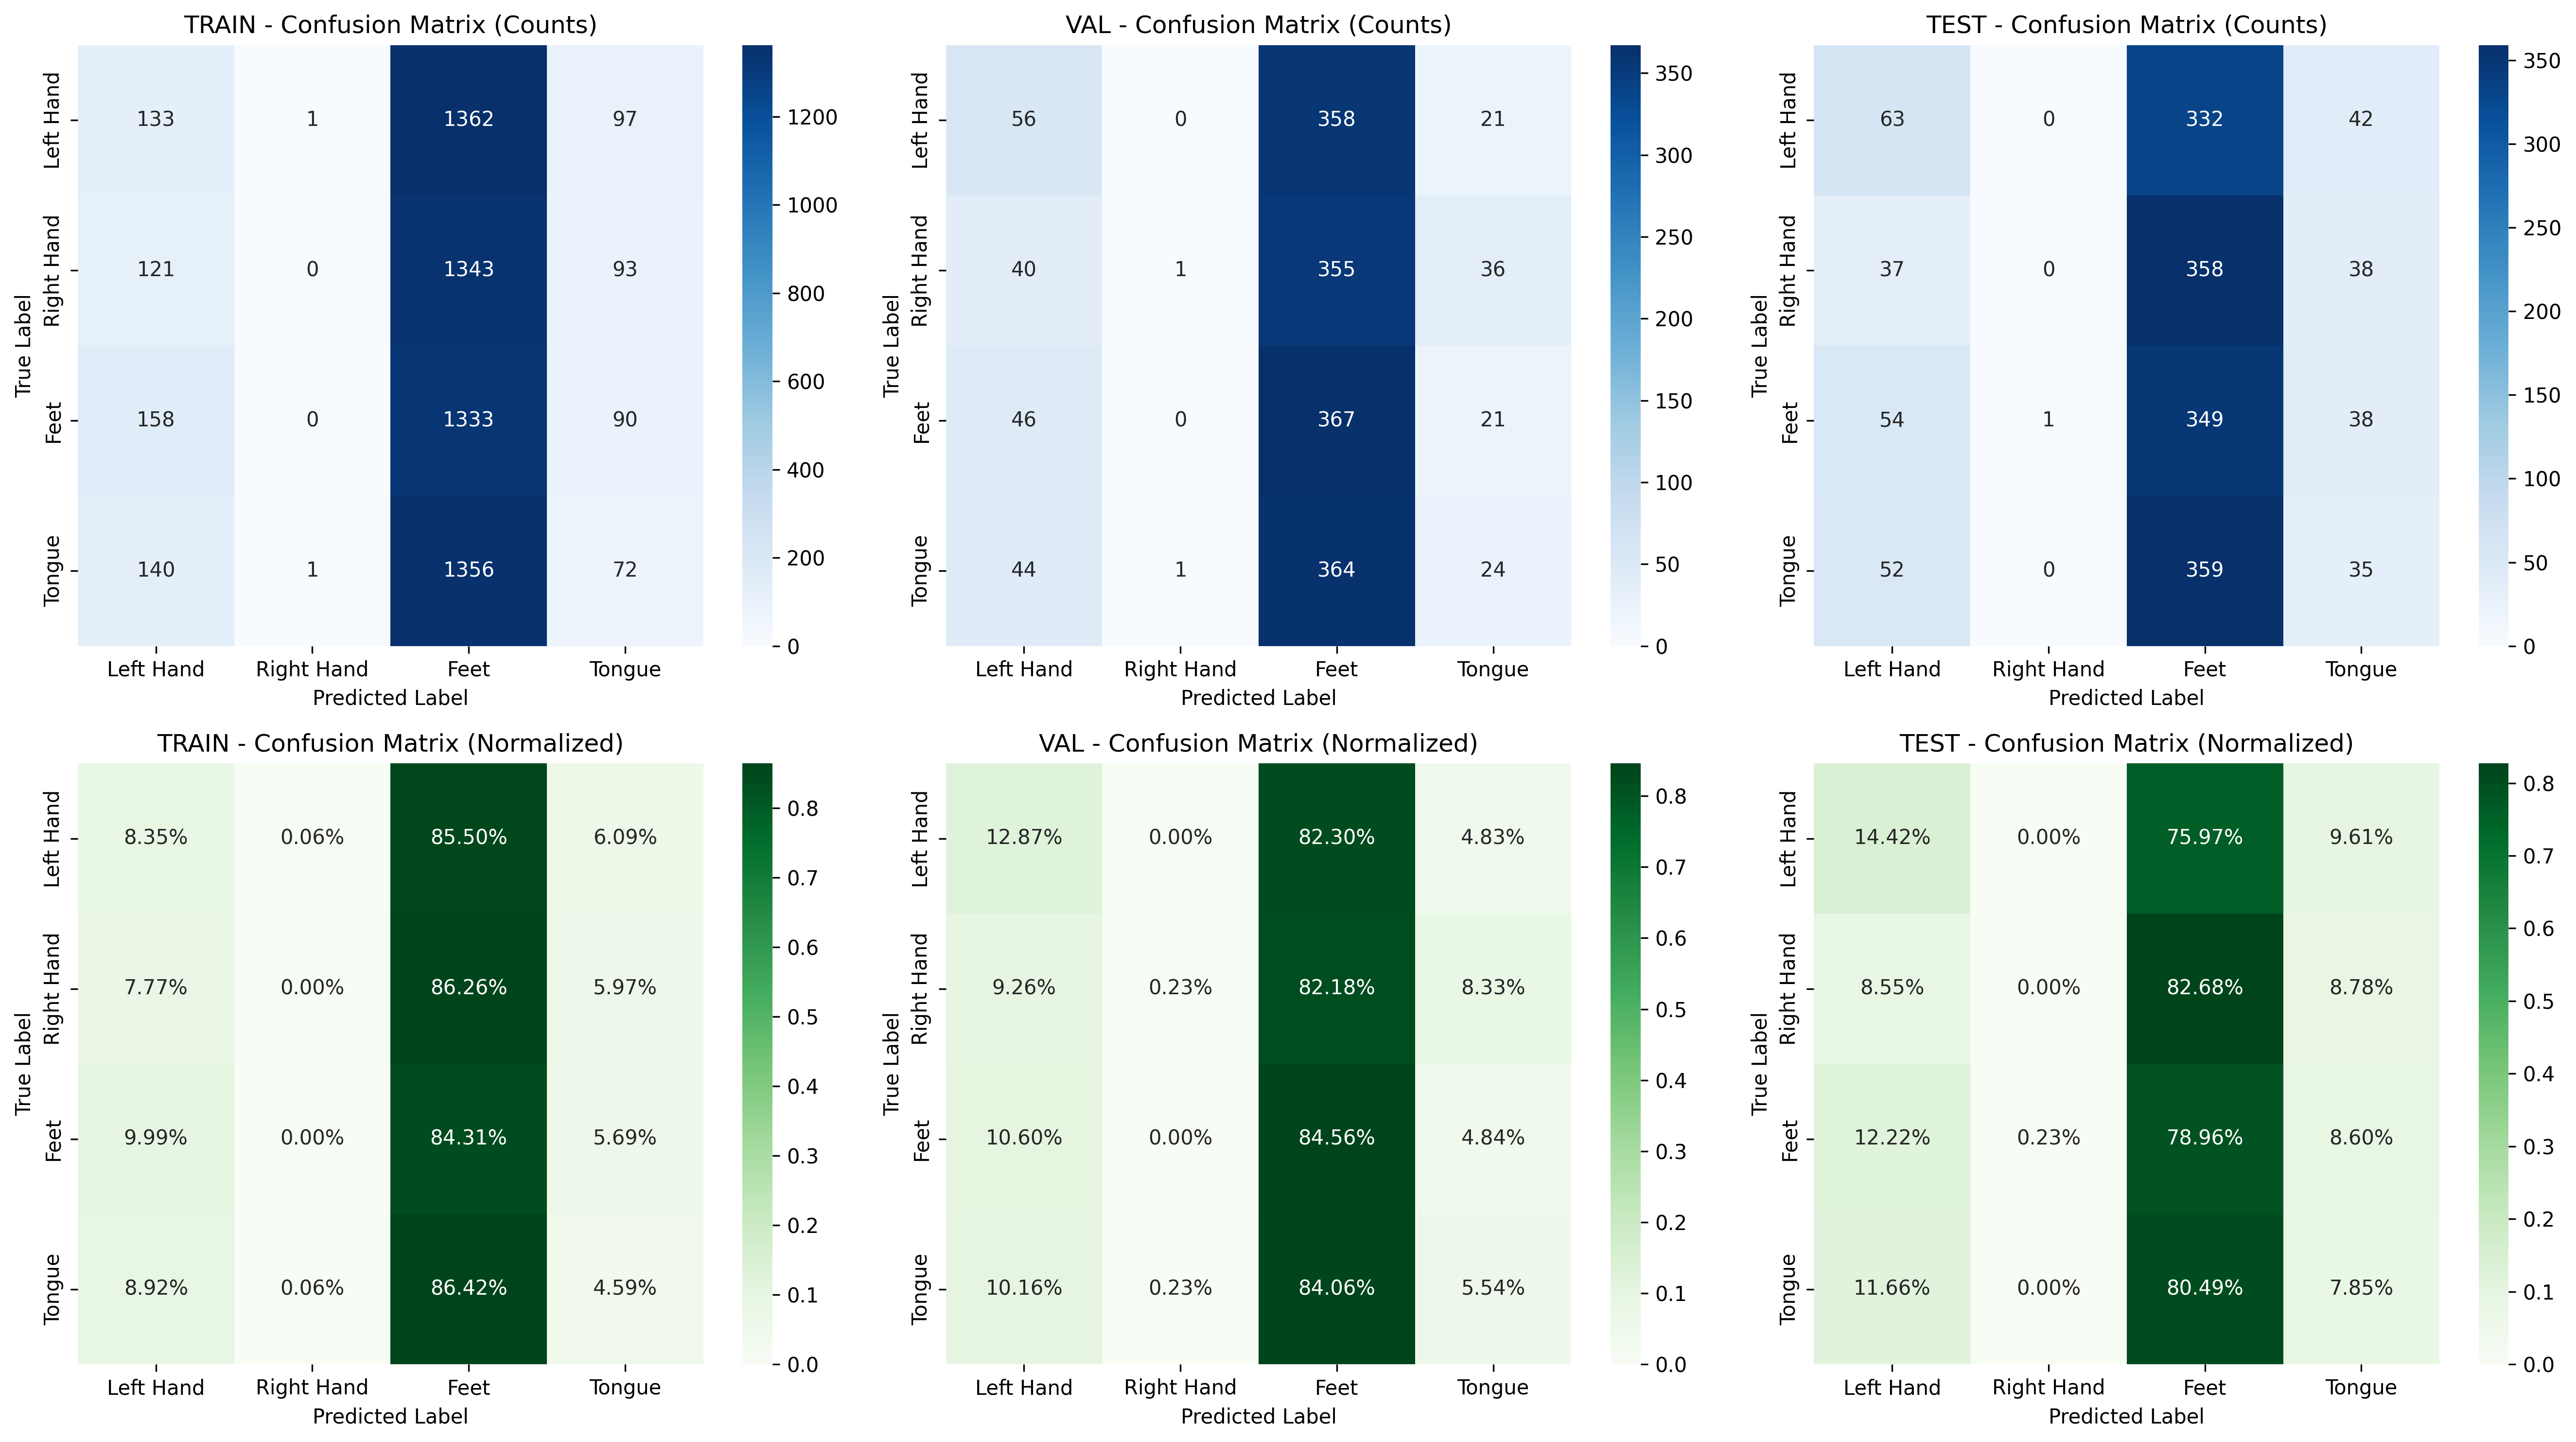 TRAIN - Confusion Matrix (Counts)
True Label
Left Hand
Right Hand
Feet
Tongue
133 1 1362 97
121 0 1343 93
158 0 1333 90
140 1 1356 72
Left Hand Right Hand Feet Tongue
Predicted Label
1200
1000
800
600
400
200
0
VAL - Confusion Matrix (Counts)
True Label
Left Hand
Right Hand
Feet
Tongue
56 0 358 21
40 1 355 36
46 0 367 21
44 1 364 24
Left Hand Right Hand Feet Tongue
Predicted Label
350
300
250
200
150
100
50
0
TEST - Confusion Matrix (Counts)
True Label
Left Hand
Right Hand
Feet
Tongue
63 0 332 42
37 0 358 38
54 1 349 38
52 0 359 35
Left Hand Right Hand Feet Tongue
Predicted Label
350
300
250
200
150
100
50
0
TRAIN - Confusion Matrix (Normalized)
True Label
Left Hand
Right Hand
Feet
Tongue
8.35% 0.06% 85.50% 6.09%
7.77% 0.00% 86.26% 5.97%
9.99% 0.00% 84.31% 5.69%
8.92% 0.06% 86.42% 4.59%
Left Hand Right Hand Feet Tongue
Predicted Label
0.8
0.7
0.6
0.5
0.4
0.3
0.2
0.1
0.0
VAL - Confusion Matrix (Normalized)
True Label
Left Hand
Right Hand
Feet
Tongue
12.87% 0.00% 82.30% 4.83%
9.26% 0.23% 82.18% 8.33%
10.60% 0.00% 84.56% 4.84%
10.16% 0.23% 84.06% 5.54%
Left Hand Right Hand Feet Tongue
Predicted Label
0.8
0.7
0.6
0.5
0.4
0.3
0.2
0.1
0.0
TEST - Confusion Matrix (Normalized)
True Label
Left Hand
Right Hand
Feet
Tongue
14.42% 0.00% 75.97% 9.61%
8.55% 0.00% 82.68% 8.78%
12.22% 0.23% 78.96% 8.60%
11.66% 0.00% 80.49% 7.85%
Left Hand Right Hand Feet Tongue
Predicted Label
0.8
0.7
0.6
0.5
0.4
0.3
0.2
0.1
0.0